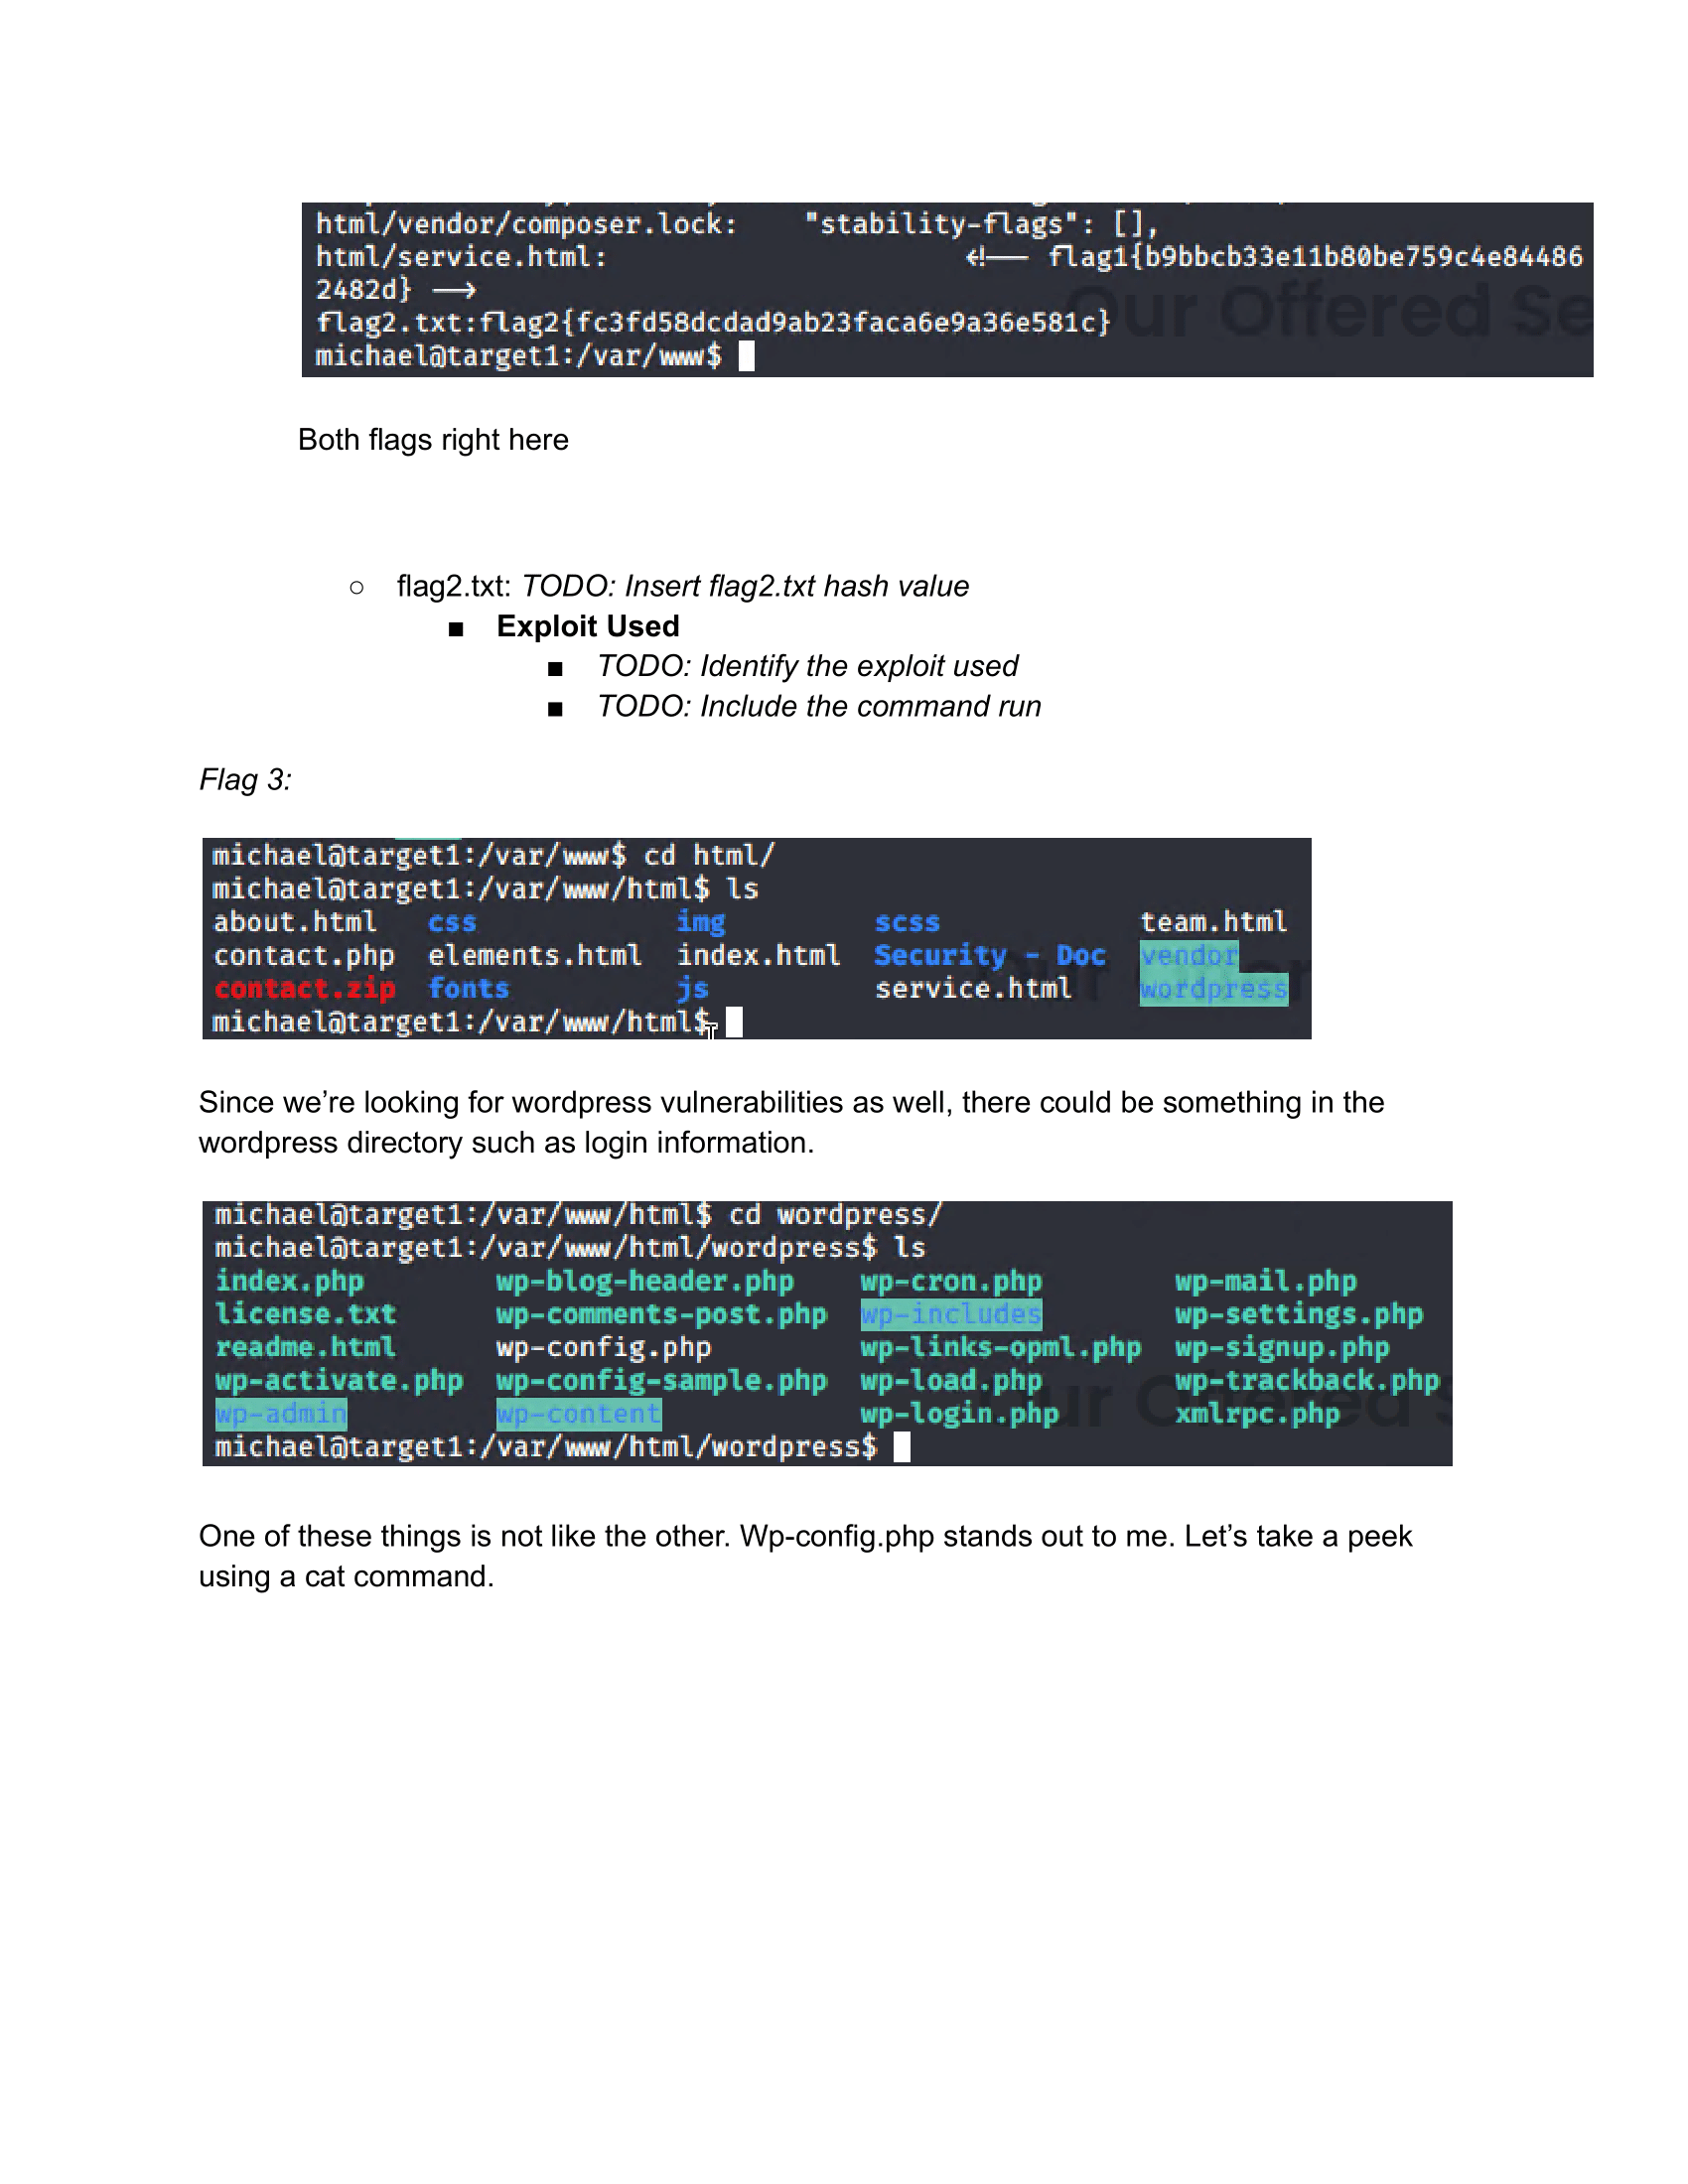 html/vendor/composer.lock:    "stability-flags": [],
html/service.html:                      <!-- flag1{b9bbcb33e11b80be759c4e84486
2482d} -->
flag2.txt:flag2{fc3fd58dcdad9ab23faca6e9a36e581c}
michael@target1:/var/www$
Both flags right here
○ flag2.txt: TODO: Insert flag2.txt hash value
■ Exploit Used
■ TODO: Identify the exploit used
■ TODO: Include the command run
Flag 3:
michael@target1:/var/www$ cd html/
michael@target1:/var/www/html$ ls
about.html   css            img         scss            team.html
contact.php  elements.html  index.html  Security - Doc  vendor
contact.zip  fonts          js          service.html    wordpress
michael@target1:/var/www/html$
Since we’re looking for wordpress vulnerabilities as well, there could be something in the
wordpress directory such as login information.
michael@target1:/var/www/html$ cd wordpress/
michael@target1:/var/www/html/wordpress$ ls
index.php        wp-blog-header.php    wp-cron.php        wp-mail.php
license.txt      wp-comments-post.php  wp-includes        wp-settings.php
readme.html      wp-config.php         wp-links-opml.php  wp-signup.php
wp-activate.php  wp-config-sample.php  wp-load.php        wp-trackback.php
wp-admin         wp-content            wp-login.php       xmlrpc.php
michael@target1:/var/www/html/wordpress$
One of these things is not like the other. Wp-config.php stands out to me. Let’s take a peek
using a cat command.